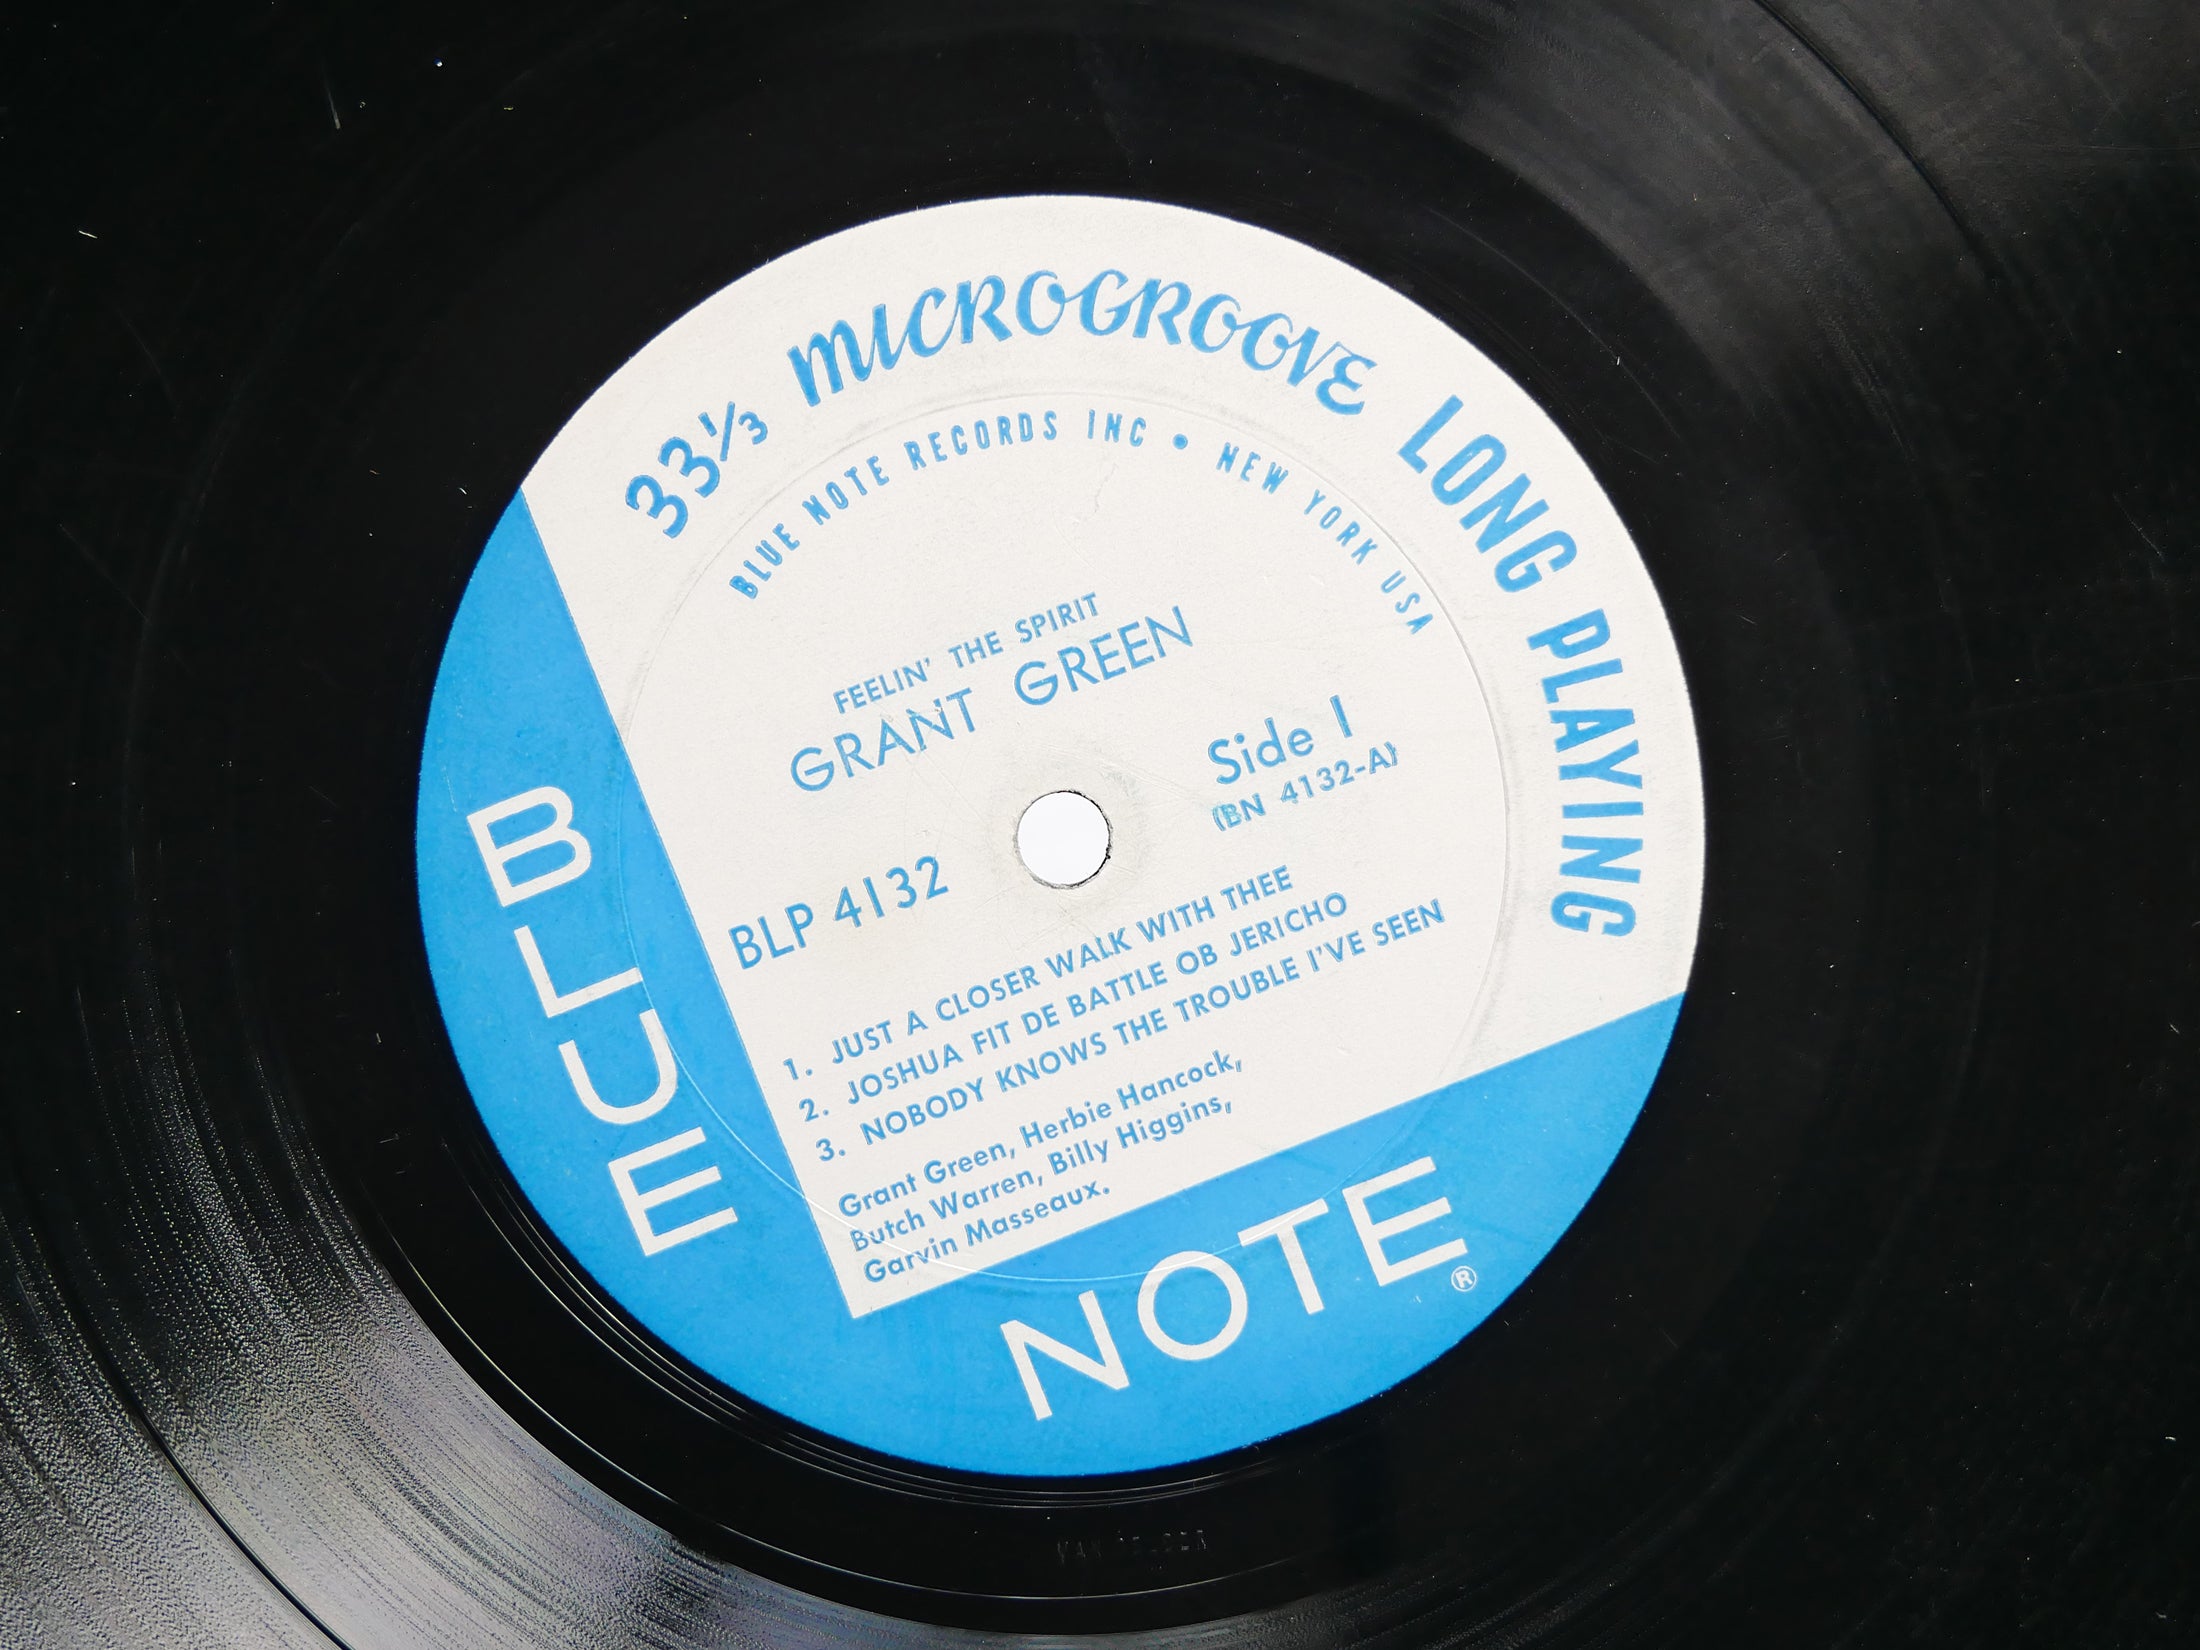 33⅓ MICROGROOVE LONG PLAYING
BLUE NOTE RECORDS INC • NEW YORK USA
FEELIN' THE SPIRIT
GRANT GREEN
Side 1
(BN 4132-A)
BLP 4132
1. JUST A CLOSER WALK WITH THEE
2. JOSHUA FIT DE BATTLE OB JERICHO
3. NOBODY KNOWS THE TROUBLE I'VE SEEN
Grant Green, Herbie Hancock,
Butch Warren, Billy Higgins,
Garvin Masseaux.
BLUE
NOTE®
VAN